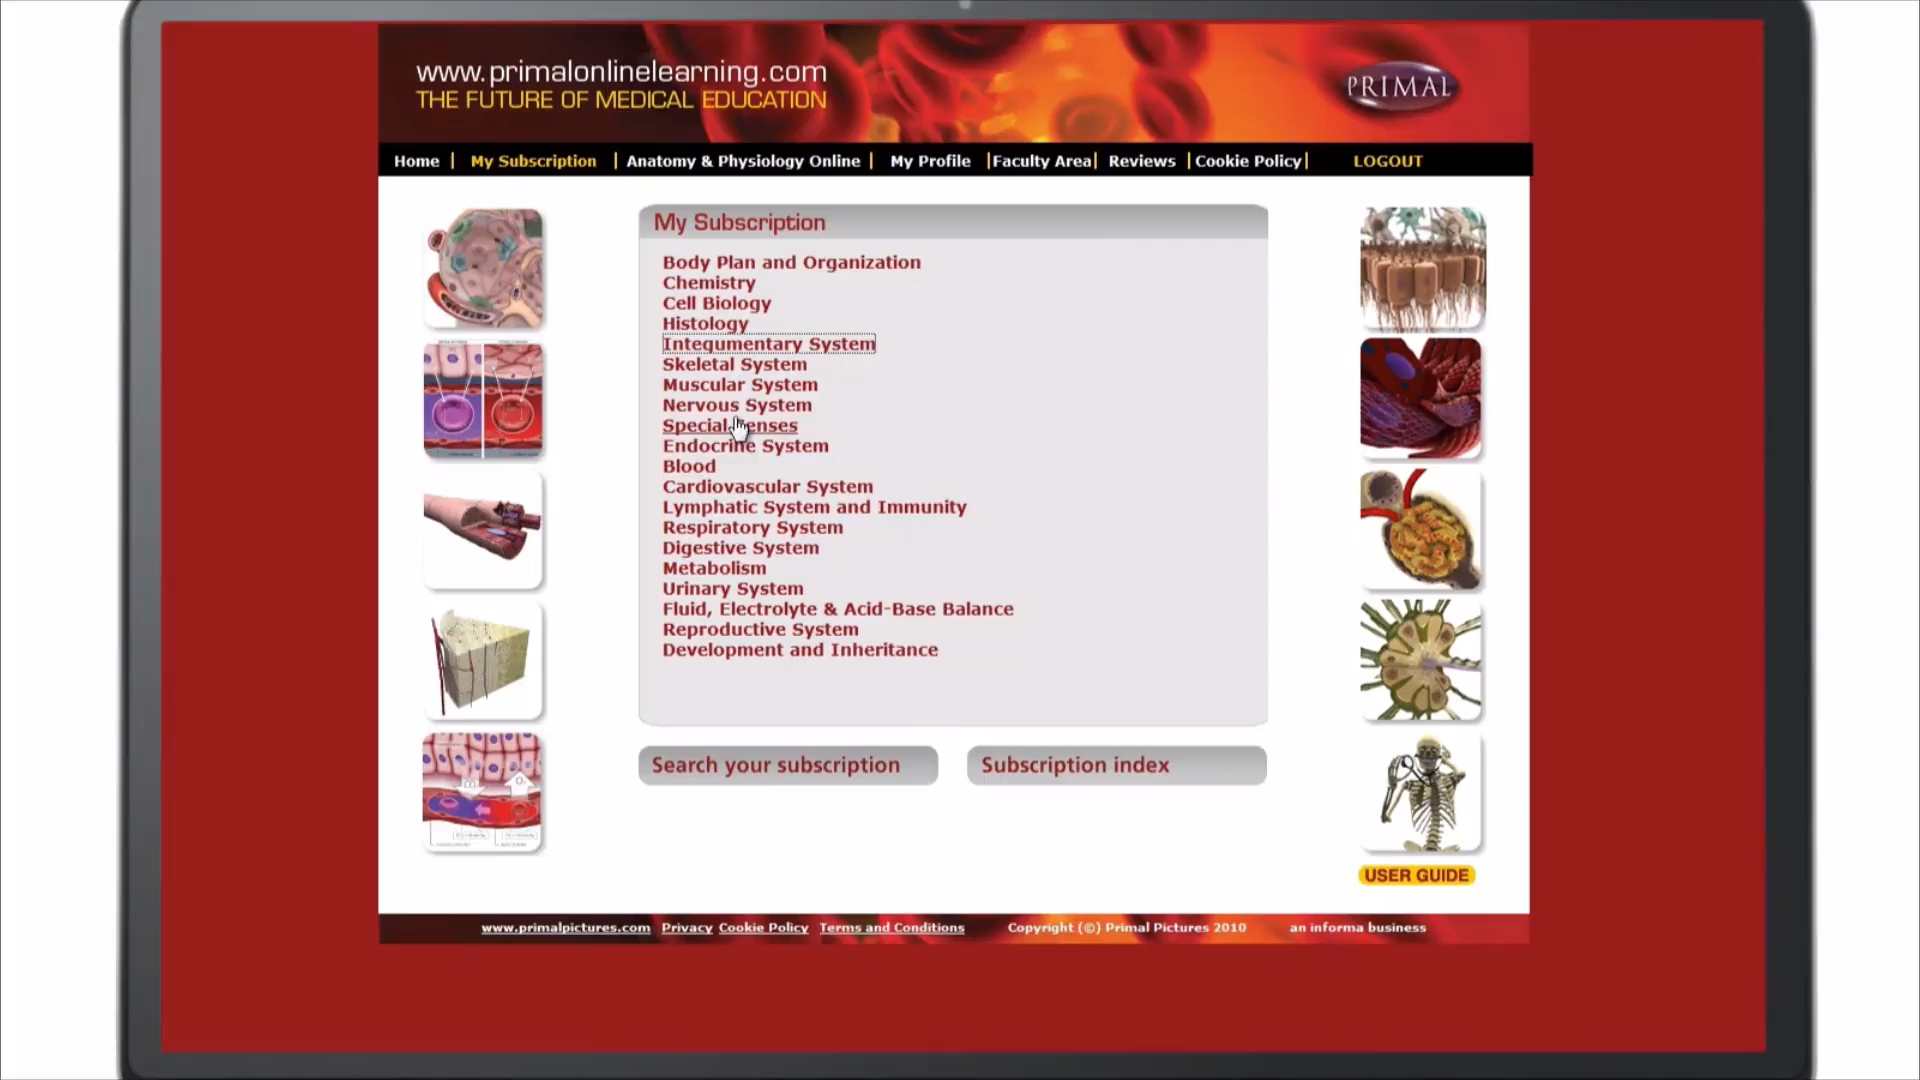 www.primalonlinelearning.com
THE FUTURE OF MEDICAL EDUCATION
PRIMAL
Home | My Subscription | Anatomy & Physiology Online | My Profile | Faculty Area | Reviews | Cookie Policy | LOGOUT
My Subscription
Body Plan and Organization
Chemistry
Cell Biology
Histology
Integumentary System
Skeletal System
Muscular System
Nervous System
Special Senses
Endocrine System
Blood
Cardiovascular System
Lymphatic System and Immunity
Respiratory System
Digestive System
Metabolism
Urinary System
Fluid, Electrolyte & Acid-Base Balance
Reproductive System
Development and Inheritance
Search your subscription
Subscription index
USER GUIDE
www.primalpictures.com Privacy Cookie Policy Terms and Conditions Copyright (©) Primal Pictures 2010 an informa business